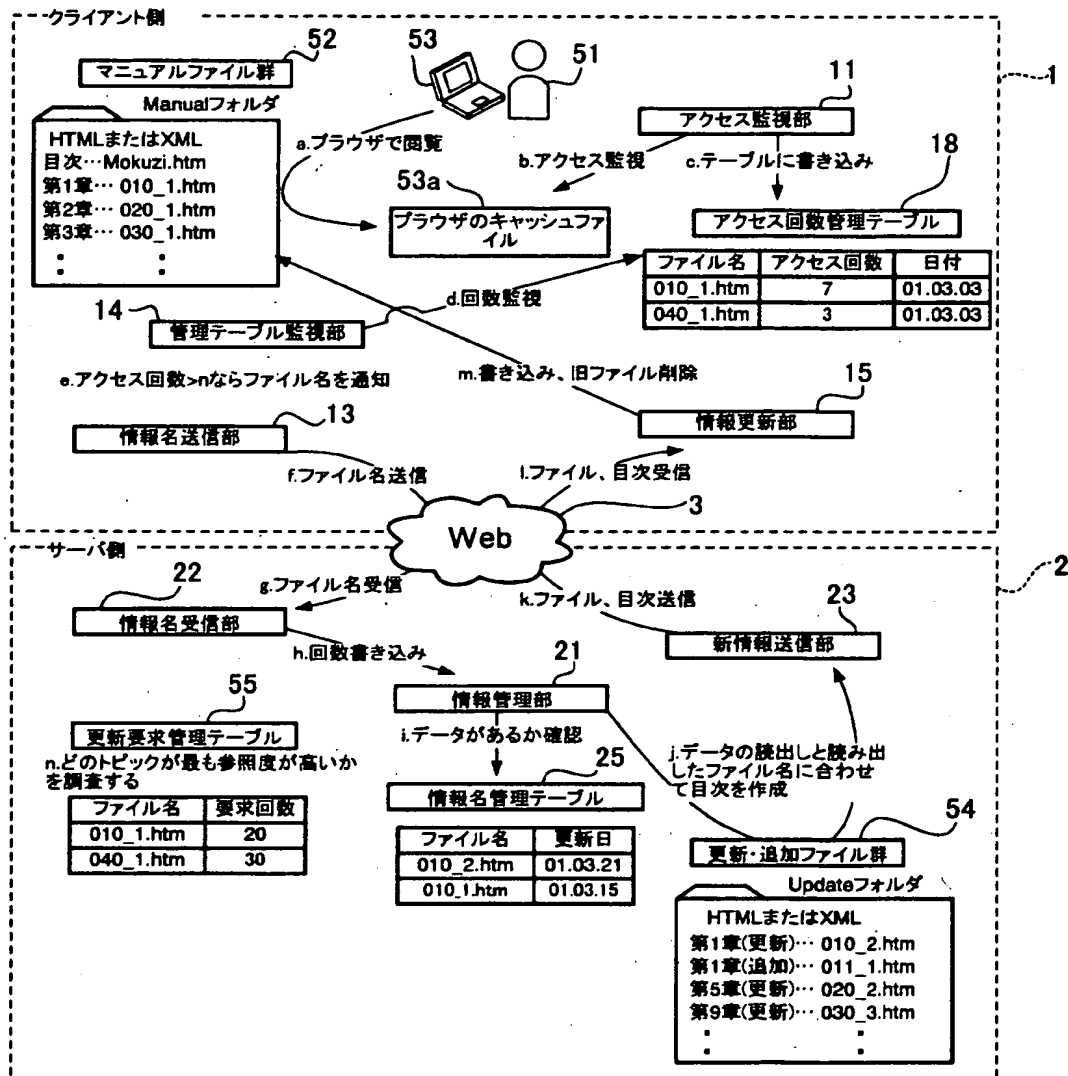 クライアント側
52
53
51
マニュアルファイル群
11
1
Manualフォルダ
アクセス監視部
HTMLまたはXML
目次…Mokuzi.htm
第1章… 010_1.htm
第2章… 020_1.htm
第3章… 030_1.htm
a.ブラウザで閲覧
b.アクセス監視
c.テーブルに書き込み
53a
18
ブラウザのキャッシュファ
イル
アクセス回数管理テーブル
ファイル名 アクセス回数 日付
010_1.htm 7 01.03.03
040_1.htm 3 01.03.03
d.回数監視
14
管理テーブル監視部
e.アクセス回数>nならファイル名を通知
m.書き込み、旧ファイル削除
13
15
情報名送信部
情報更新部
f.ファイル名送信
l.ファイル、目次受信
3
Web
サーバ側
2
22
g.ファイル名受信
k.ファイル、目次送信
23
情報名受信部
新情報送信部
h.回数書き込み
21
55
情報管理部
更新要求管理テーブル
n.どのトピックが最も参照度が高いか
を調査する
ファイル名 要求回数
010_1.htm 20
040_1.htm 30
i.データがあるか確認
25
情報名管理テーブル
ファイル名 更新日
010_2.htm 01.03.21
010_1.htm 01.03.15
j.データの読出しと読み出
したファイル名に合わせ
て目次を作成
54
更新・追加ファイル群
Updateフォルダ
HTMLまたはXML
第1章(更新)… 010_2.htm
第1章(追加)… 011_1.htm
第5章(更新)… 020_2.htm
第9章(更新)… 030_3.htm